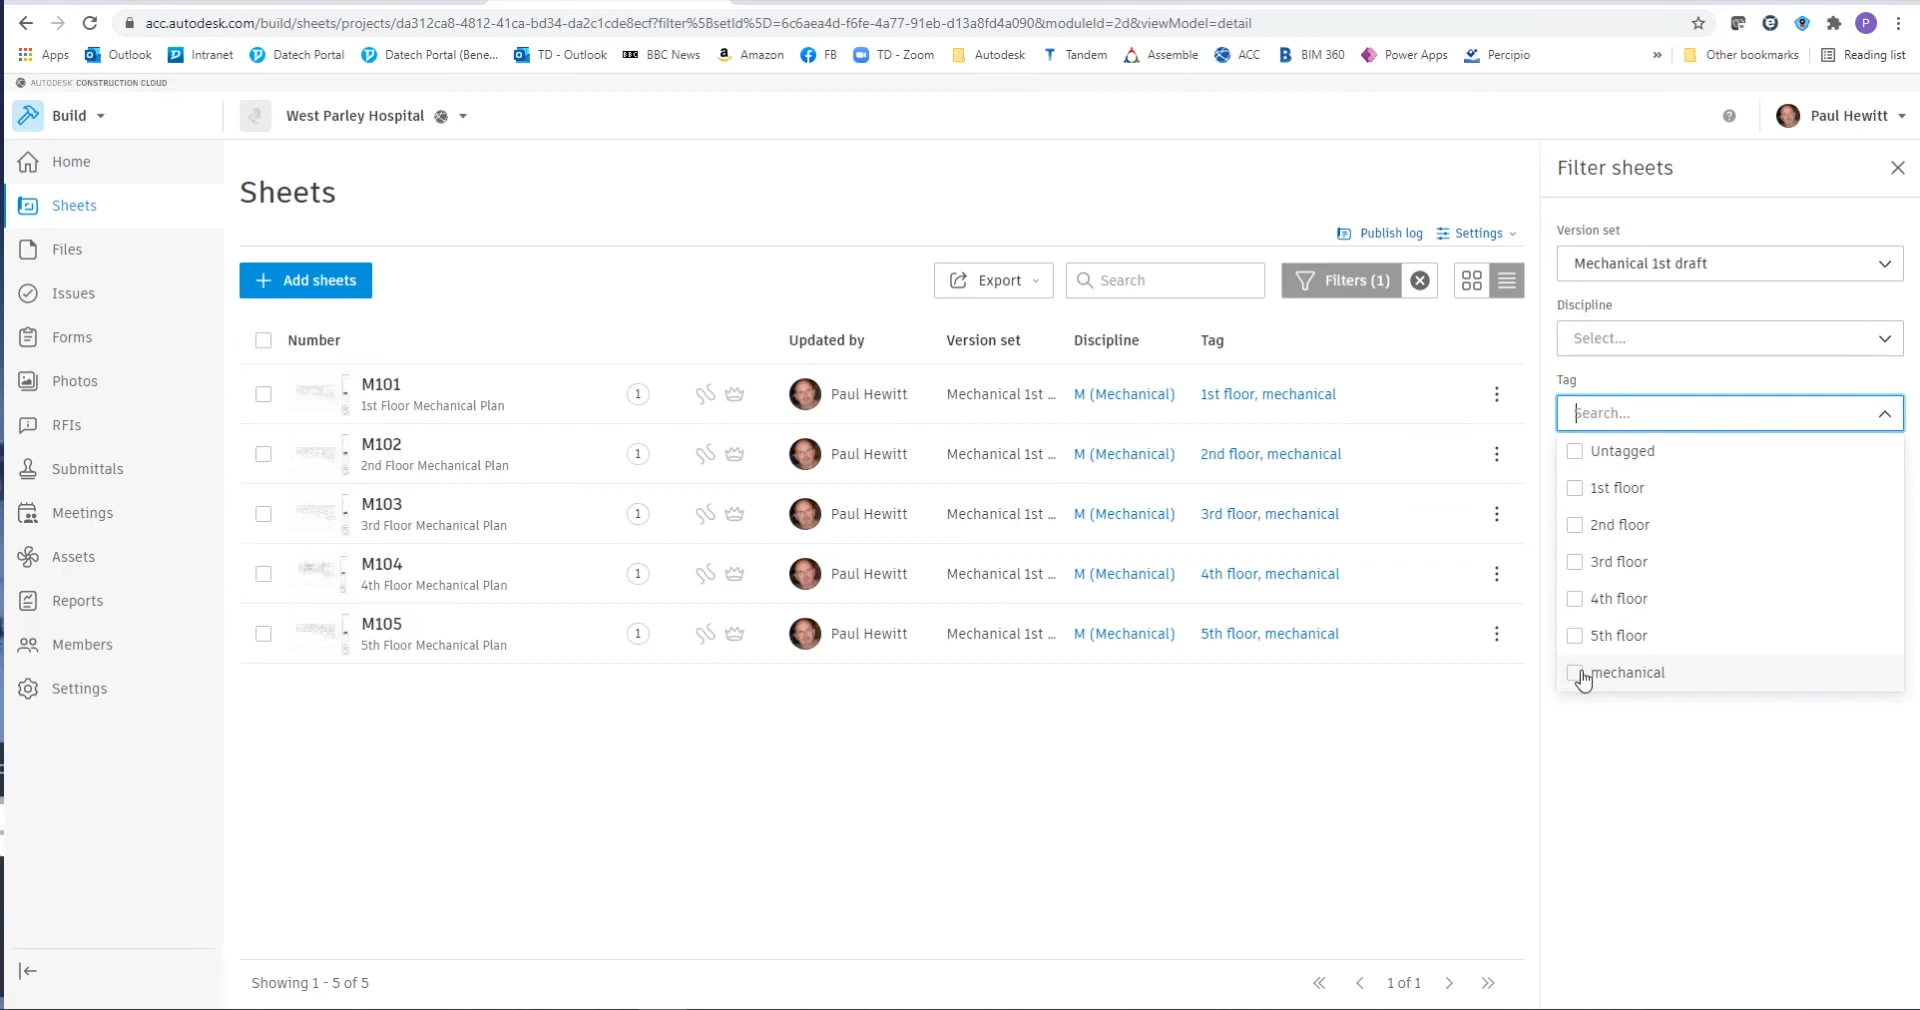 acc.autodesk.com/build/sheets/projects/da312ca8-4812-41ca-bd34-da2c1cde8ecf?filter%5BsetId%5D=6c6aea4d-f6fe-4a77-91eb-d13a8fd4a090&moduleId=2d&viewModel=detail
P
Apps Outlook Intranet Datech Portal Datech Portal (Bene... TD - Outlook BBC BBC News Amazon FB TD - Zoom Autodesk Tandem Assemble ACC BIM 360 Power Apps Percipio » Other bookmarks Reading list
AUTODESK CONSTRUCTION CLOUD
Build West Parley Hospital Paul Hewitt
Home
Sheets
Files
Issues
Forms
Photos
RFIs
Submittals
Meetings
Assets
Reports
Members
Settings
Sheets
Publish log Settings
+ Add sheets Export Search Filters (1)
Number Updated by Version set Discipline Tag
M101
1st Floor Mechanical Plan
1 Paul Hewitt Mechanical 1st ... M (Mechanical) 1st floor, mechanical
M102
2nd Floor Mechanical Plan
1 Paul Hewitt Mechanical 1st ... M (Mechanical) 2nd floor, mechanical
M103
3rd Floor Mechanical Plan
1 Paul Hewitt Mechanical 1st ... M (Mechanical) 3rd floor, mechanical
M104
4th Floor Mechanical Plan
1 Paul Hewitt Mechanical 1st ... M (Mechanical) 4th floor, mechanical
M105
5th Floor Mechanical Plan
1 Paul Hewitt Mechanical 1st ... M (Mechanical) 5th floor, mechanical
Showing 1 - 5 of 5
1 of 1
Filter sheets
Version set
Mechanical 1st draft
Discipline
Select...
Tag
Search...
Untagged
1st floor
2nd floor
3rd floor
4th floor
5th floor
mechanical